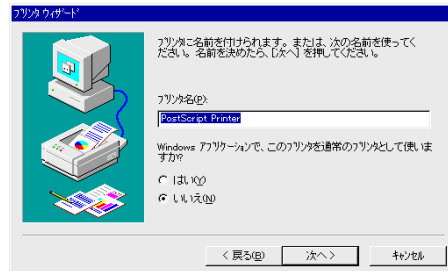 プリンタ ウィザード
プリンタに名前を付けられます。または、次の名前を使ってく
ださい。名前を決めたら、[次へ] を押してください。
プリンタ名(P):
PostScript Printer
Windows アプリケーションで、このプリンタを通常のプリンタとして使いま
すか?
はい(Y)
いいえ(N)
< 戻る(B)
次へ >
キャンセル